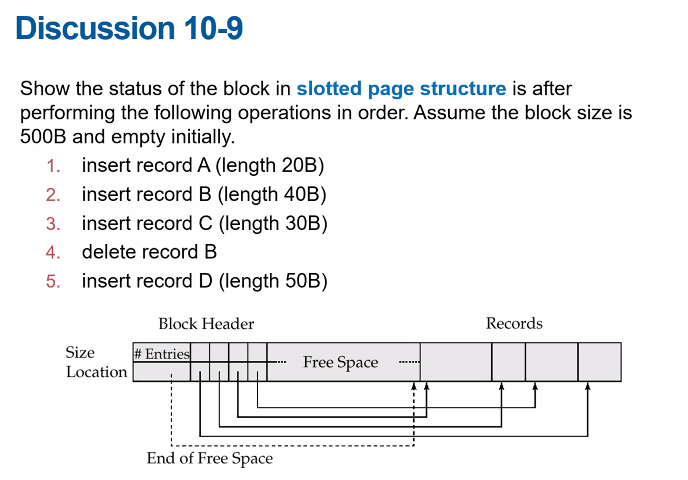 Discussion 10-9
Show the status of the block in slotted page structure is after
performing the following operations in order. Assume the block size is
500B and empty initially.
1. insert record A (length 20B)
2. insert record B (length 40B)
3. insert record C (length 30B)
4. delete record B
5. insert record D (length 50B)
Block Header
Records
Size
# Entries
Location
Free Space
End of Free Space